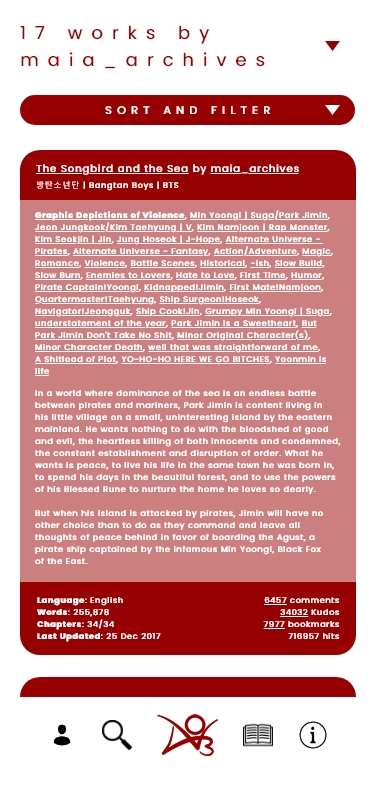 17 works by
maia_archives
SORT AND FILTER
The Songbird and the Sea by maia_archives
방탄소년단 | Bangtan Boys | BTS
Graphic Depictions of Violence, Min Yoongi | Suga/Park Jimin,
Jeon Jungkook/Kim Taehyung | V, Kim Namjoon | Rap Monster,
Kim Seokjin | Jin, Jung Hoseok | J-Hope, Alternate Universe -
Pirates, Alternate Universe - Fantasy, Action/Adventure, Magic,
Romance, Violence, Battle Scenes, Historical, -ish, Slow Build,
Slow Burn, Enemies to Lovers, Hate to Love, First Time, Humor,
Pirate Captain!Yoongi, Kidnapped!Jimin, First Mate!Namjoon,
Quartermaster!Taehyung, Ship Surgeon!Hoseok,
Navigator!Jeongguk, Ship Cook!Jin, Grumpy Min Yoongi | Suga,
understatement of the year, Park Jimin is a Sweetheart, But
Park Jimin Don't Take No Shit, Minor Original Character(s),
Minor Character Death, well that was straightforward of me,
A Shitload of Plot, YO-HO-HO HERE WE GO BITCHES, Yoonmin is
life
In a world where dominance of the sea is an endless battle
between pirates and mariners, Park Jimin is content living in
his little village on a small, uninteresting island by the eastern
mainland. He wants nothing to do with the bloodshed of good
and evil, the heartless killing of both innocents and condemned,
the constant establishment and disruption of order. What he
wants is peace, to live his life in the same town he was born in,
to spend his days in the beautiful forest, and to use the powers
of his Blessed Rune to nurture the home he loves so dearly.
But when his island is attacked by pirates, Jimin will have no
other choice than to do as they command and leave all
thoughts of peace behind in favor of boarding the Agust, a
pirate ship captained by the infamous Min Yoongi, Black Fox
of the East.
Language: English 6457 comments
Words: 255,878 34032 Kudos
Chapters: 34/34 7977 bookmarks
Last Updated: 25 Dec 2017 716957 hits